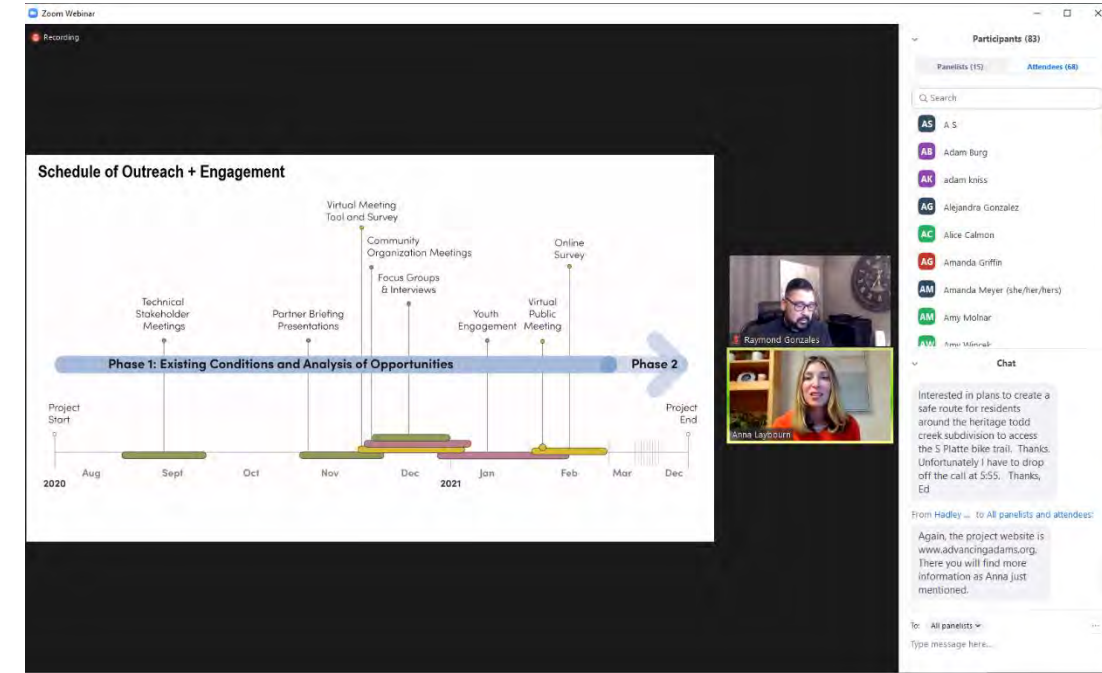 Zoom Webinar
Recording
Schedule of Outreach + Engagement
Virtual Meeting
Tool and Survey
Community
Organization Meetings
Focus Groups
& Interviews
Online
Survey
Technical
Stakeholder
Meetings
Partner Briefing
Presentations
Youth
Engagement
Virtual
Public
Meeting
Phase 1: Existing Conditions and Analysis of Opportunities
Phase 2
Project
Start
Project
End
Aug
Sept
Oct
Nov
Dec
Jan
Feb
Mar
Dec
2020
2021
Raymond Gonzales
Anna Laybourn
Participants (83)
Panelists (15)
Attendees (68)
Search
AS A S
AB Adam Burg
AK adam kniss
AG Alejandra Gonzalez
AC Alice Calmon
AG Amanda Griffin
AM Amanda Meyer (she/her/hers)
AM Amy Molnar
AW Amy Wincek
Chat
Interested in plans to create a
safe route for residents
around the heritage todd
creek subdivision to access
the S Platte bike trail. Thanks.
Unfortunately I have to drop
off the call at 5:55. Thanks,
Ed
From Hadley ... to All panelists and attendees:
Again, the project website is
www.advancingadams.org.
There you will find more
information as Anna just
mentioned.
To: All panelists
Type message here...